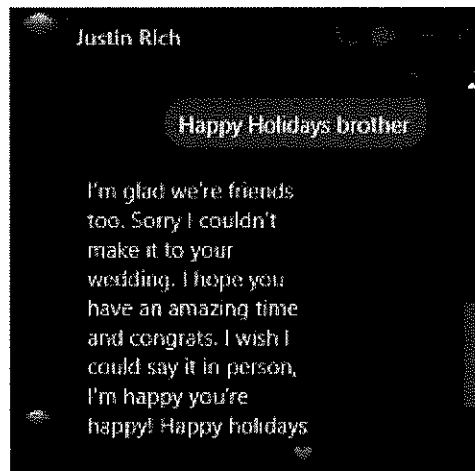 Justin Rich
Happy Holidays brother
I'm glad we're friends
too. Sorry I couldn't
make it to your
wedding. I hope you
have an amazing time
and congrats. I wish I
could say it in person,
I'm happy you're
happy! Happy holidays